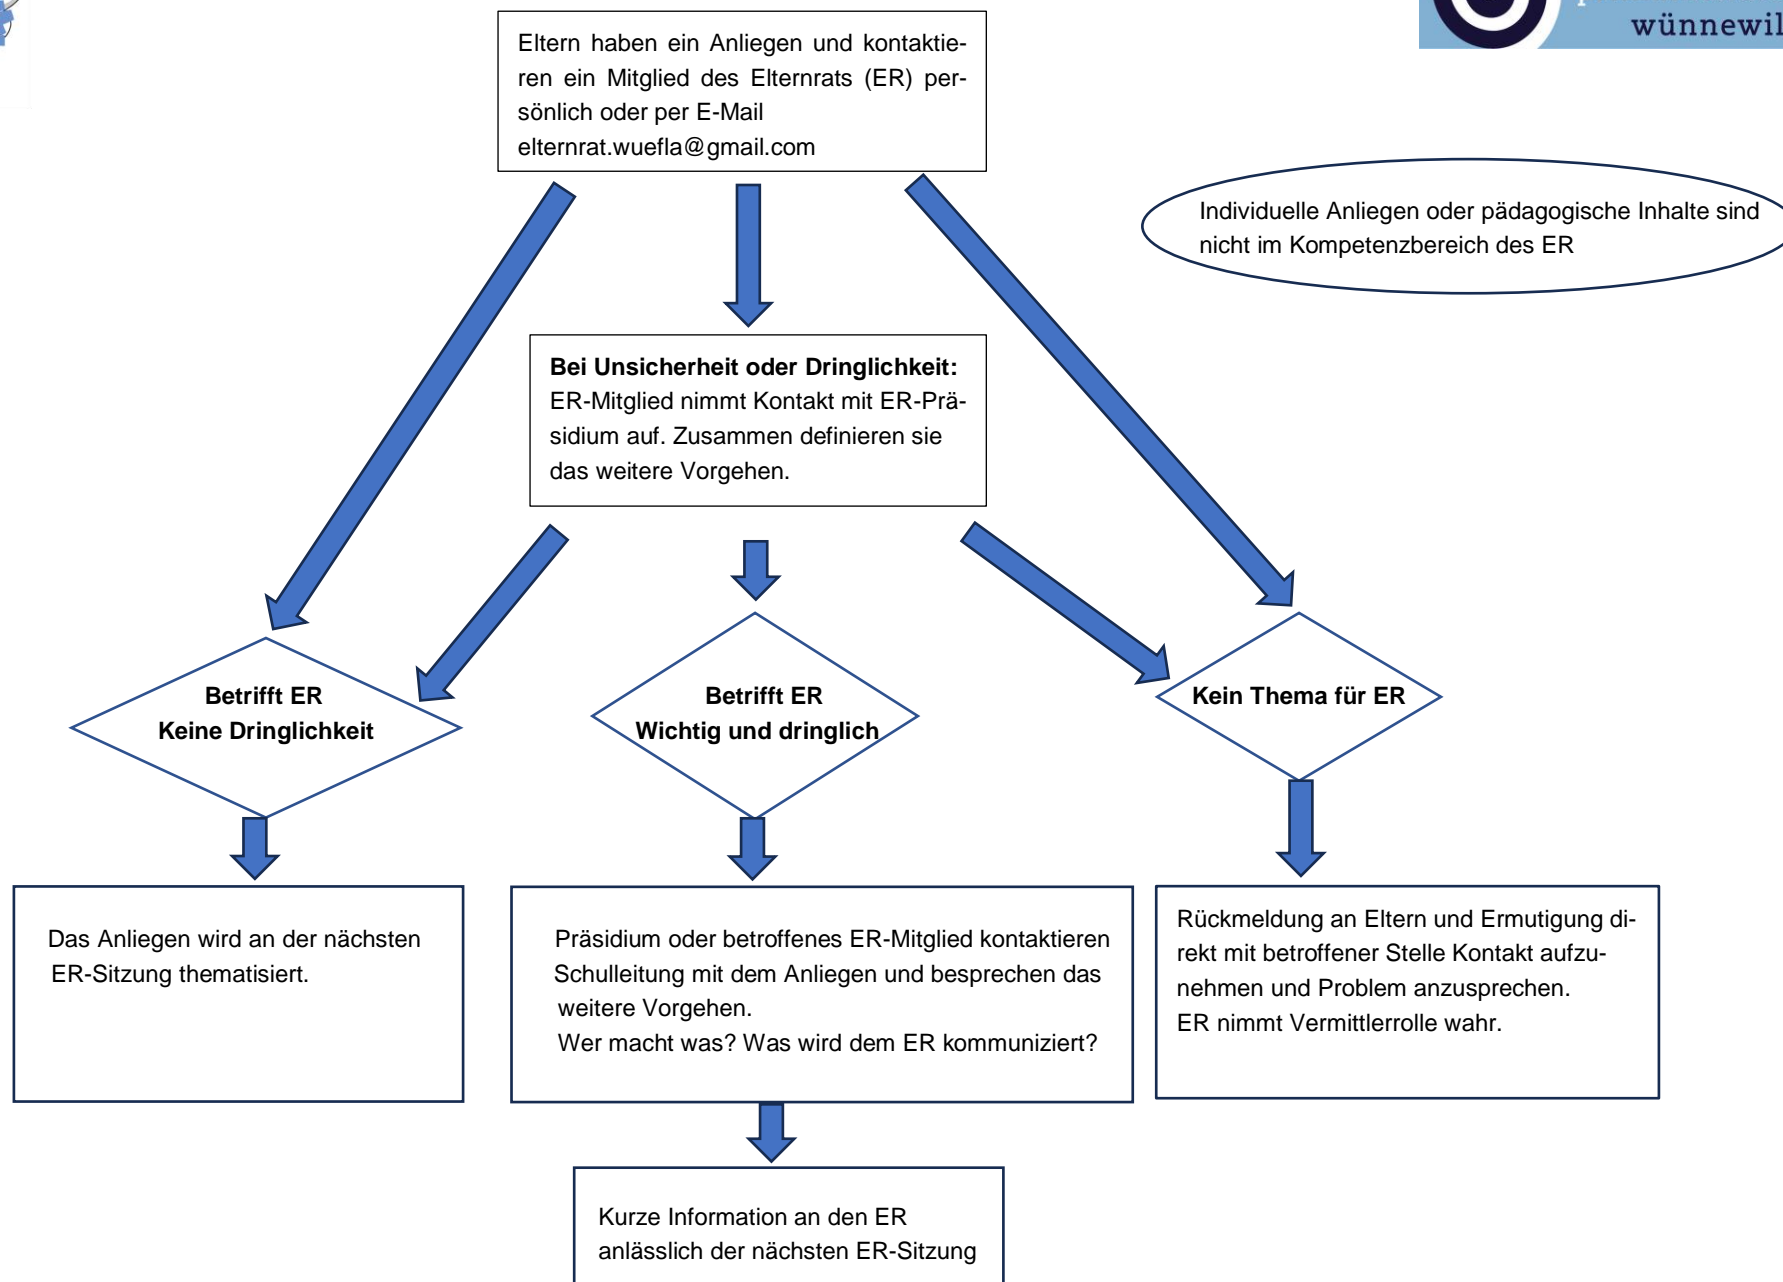 wünnewil
Eltern haben ein Anliegen und kontaktie-
ren ein Mitglied des Elternrats (ER) per-
sönlich oder per E-Mail
elternrat.wuefla@gmail.com
Individuelle Anliegen oder pädagogische Inhalte sind
nicht im Kompetenzbereich des ER
Bei Unsicherheit oder Dringlichkeit:
ER-Mitglied nimmt Kontakt mit ER-Prä-
sidium auf. Zusammen definieren sie
das weitere Vorgehen.
Betrifft ER
Keine Dringlichkeit
Betrifft ER
Wichtig und dringlich
Kein Thema für ER
Das Anliegen wird an der nächsten
ER-Sitzung thematisiert.
Präsidium oder betroffenes ER-Mitglied kontaktieren
Schulleitung mit dem Anliegen und besprechen das
weitere Vorgehen.
Wer macht was? Was wird dem ER kommuniziert?
Rückmeldung an Eltern und Ermutigung di-
rekt mit betroffener Stelle Kontakt aufzu-
nehmen und Problem anzusprechen.
ER nimmt Vermittlerrolle wahr.
Kurze Information an den ER
anlässlich der nächsten ER-Sitzung